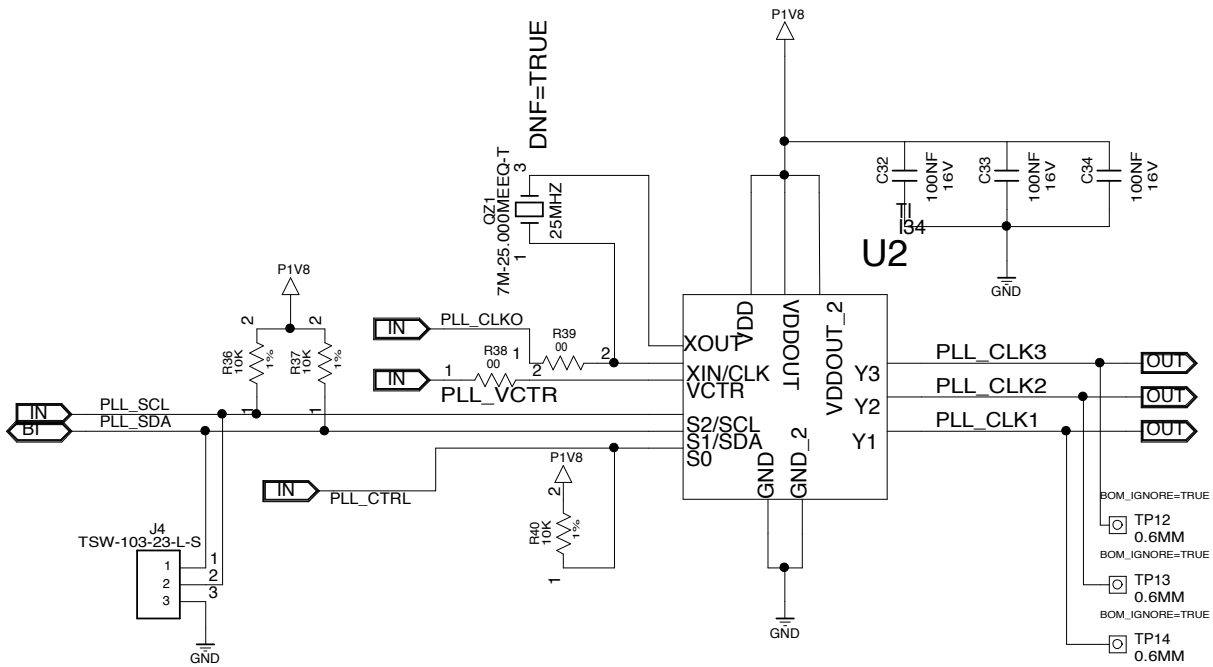 P1V8
DNF=TRUE
QZ1
7M-25.000MEEQ-T
25MHZ
3
1
C32
100NF
16V
C33
100NF
16V
C34
100NF
16V
TI
I34
U2
GND
P1V8
2
2
R36
10K
1%
R37
10K
1%
1
1
IN
PLL_CLKO
R39
00
1
2
IN
PLL_VCTR
R38
00
1
2
IN
PLL_SCL
BI
PLL_SDA
IN
PLL_CTRL
P1V8
2
R40
10K
1%
1
XOUT
XIN/CLK
VCTR
S2/SCL
S1/SDA
S0
VDD
VDDOUT
VDDOUT_2
GND
GND_2
Y3
Y2
Y1
PLL_CLK3
OUT
PLL_CLK2
OUT
PLL_CLK1
OUT
J4
TSW-103-23-L-S
1
1
2
2
3
3
GND
GND
BOM_IGNORE=TRUE
TP12
0.6MM
BOM_IGNORE=TRUE
TP13
0.6MM
BOM_IGNORE=TRUE
TP14
0.6MM